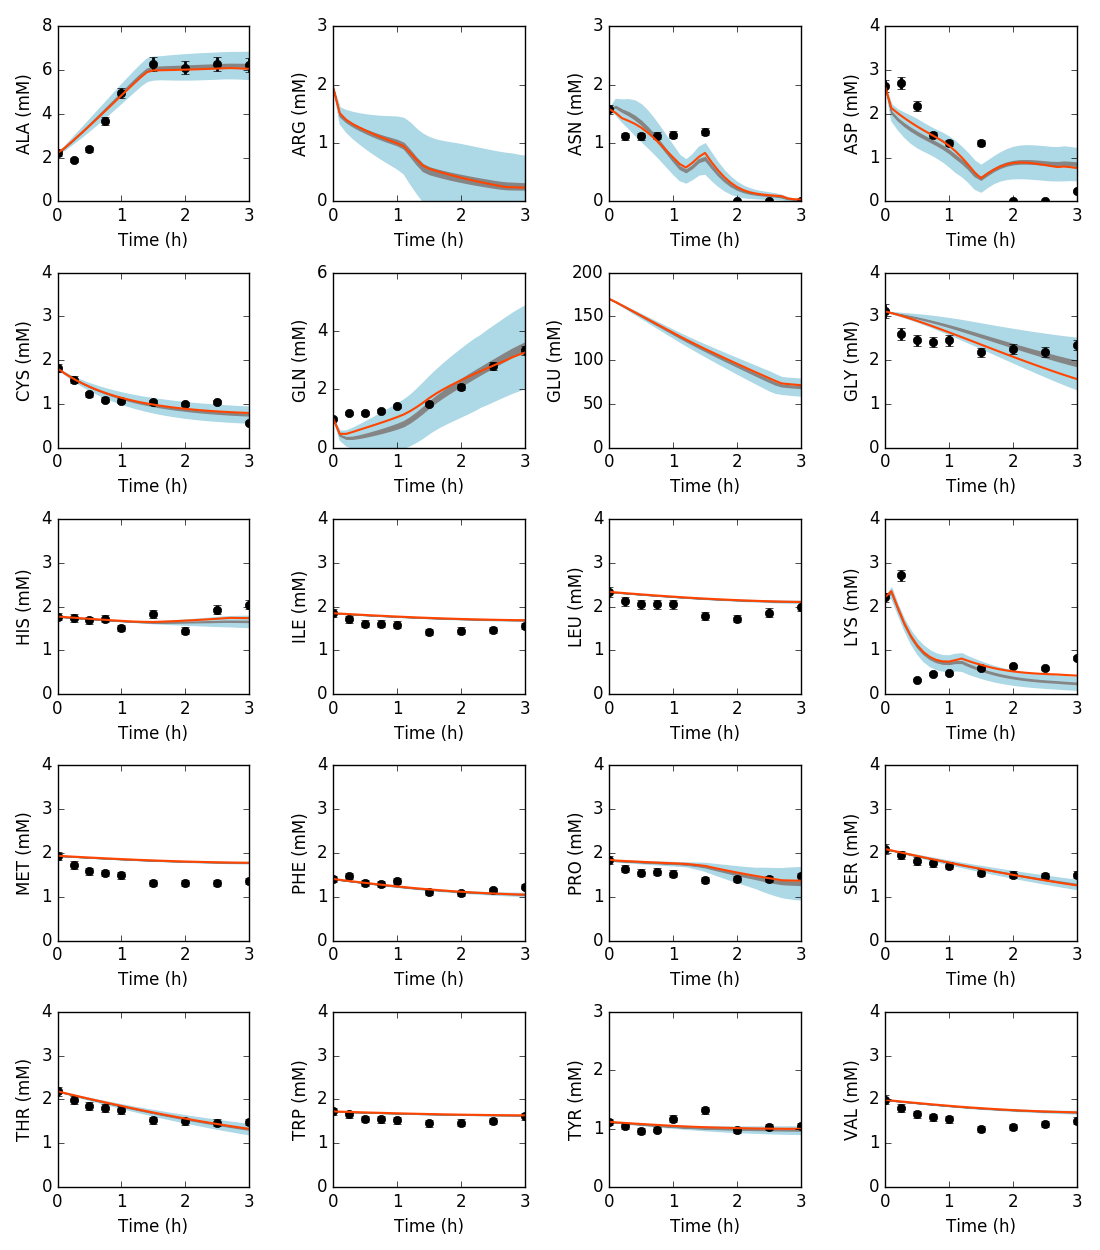 ALA (mM)
8
6
4
2
0
0 1 2 3
Time (h)
ARG (mM)
3
2
1
0
0 1 2 3
Time (h)
ASN (mM)
3
2
1
0
0 1 2 3
Time (h)
ASP (mM)
4
3
2
1
0
0 1 2 3
Time (h)
CYS (mM)
4
3
2
1
0
0 1 2 3
Time (h)
GLN (mM)
6
4
2
0
0 1 2 3
Time (h)
GLU (mM)
200
150
100
50
0
0 1 2 3
Time (h)
GLY (mM)
4
3
2
1
0
0 1 2 3
Time (h)
HIS (mM)
4
3
2
1
0
0 1 2 3
Time (h)
ILE (mM)
4
3
2
1
0
0 1 2 3
Time (h)
LEU (mM)
4
3
2
1
0
0 1 2 3
Time (h)
LYS (mM)
4
3
2
1
0
0 1 2 3
Time (h)
MET (mM)
4
3
2
1
0
0 1 2 3
Time (h)
PHE (mM)
4
3
2
1
0
0 1 2 3
Time (h)
PRO (mM)
4
3
2
1
0
0 1 2 3
Time (h)
SER (mM)
4
3
2
1
0
0 1 2 3
Time (h)
THR (mM)
4
3
2
1
0
0 1 2 3
Time (h)
TRP (mM)
4
3
2
1
0
0 1 2 3
Time (h)
TYR (mM)
3
2
1
0
0 1 2 3
Time (h)
VAL (mM)
4
3
2
1
0
0 1 2 3
Time (h)